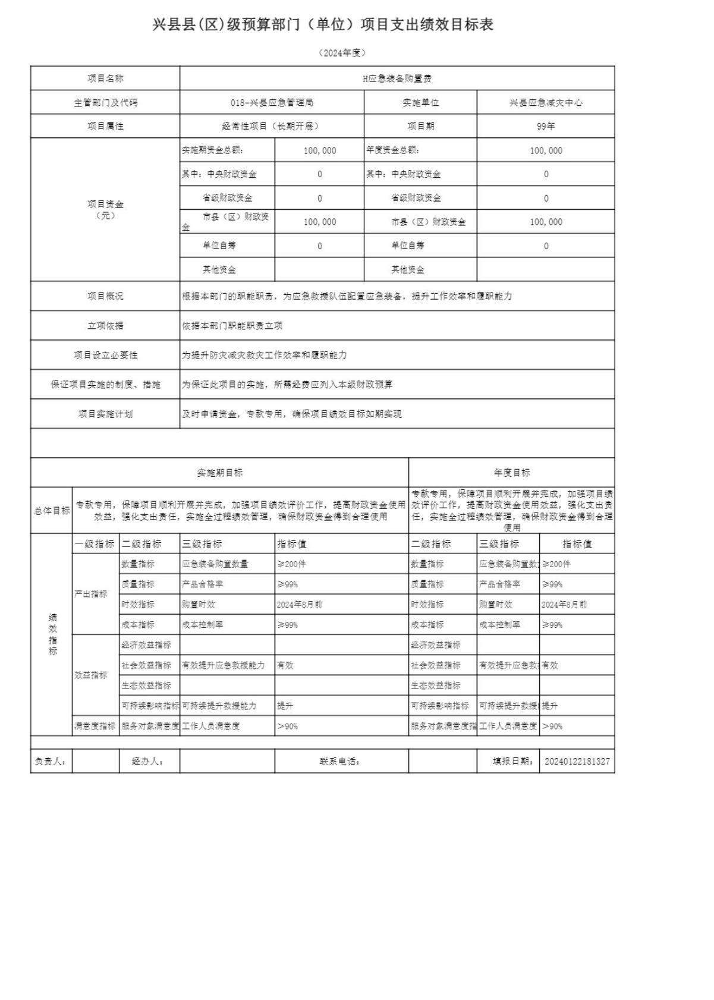 兴县县(区)级预算部门（单位）项目支出绩效目标表
（2024年度）
项目名称 H应急装备购置费
主管部门及代码 018-兴县应急管理局 实施单位 兴县应急减灾中心
项目属性 经常性项目（长期开展） 项目期 99年
项目资金
（元）
实施期资金总额： 100,000 年度资金总额： 100,000
其中：中央财政资金 0 其中：中央财政资金 0
省级财政资金 0 省级财政资金 0
市县（区）财政资
金 100,000 市县（区）财政资金 100,000
单位自筹 0 单位自筹 0
其他资金 其他资金
项目概况 根据本部门的职能职责，为应急救援队伍配置应急装备，提升工作效率和履职能力
立项依据 依据本部门职能职责立项
项目设立必要性 为提升防灾减灾救灾工作效率和履职能力
保证项目实施的制度、措施 为保证此项目的实施，所需经费应列入本级财政预算
项目实施计划 及时申请资金，专款专用，确保项目绩效目标如期实现
实施期目标 年度目标
总体目标
专款专用，保障项目顺利开展并完成，加强项目绩效评价工作，提高财政资金使用
效益，强化支出责任，实施全过程绩效管理，确保财政资金得到合理使用
专款专用，保障项目顺利开展并完成，加强项目绩
效评价工作，提高财政资金使用效益，强化支出责
任，实施全过程绩效管理，确保财政资金得到合理
使用
绩
效
指
标
一级指标 二级指标 三级指标 指标值 二级指标 三级指标 指标值
产出指标
数量指标 应急装备购置数量 ≥200件 数量指标 应急装备购置数 ≥200件
质量指标 产品合格率 ≥99% 质量指标 产品合格率 ≥99%
时效指标 购置时效 2024年8月前 时效指标 购置时效 2024年8月前
成本指标 成本控制率 ≥99% 成本指标 成本控制率 ≥99%
效益指标
经济效益指标 经济效益指标
社会效益指标 有效提升应急救援能力 有效 社会效益指标 有效提升应急救 有效
生态效益指标 生态效益指标
可持续影响指标 可持续提升救援能力 提升 可持续影响指标 可持续提升救援 提升
满意度指标 服务对象满意度 工作人员满意度 >90% 服务对象满意度指 工作人员满意度 >90%
负责人： 经办人： 联系电话： 填报日期： 20240122181327